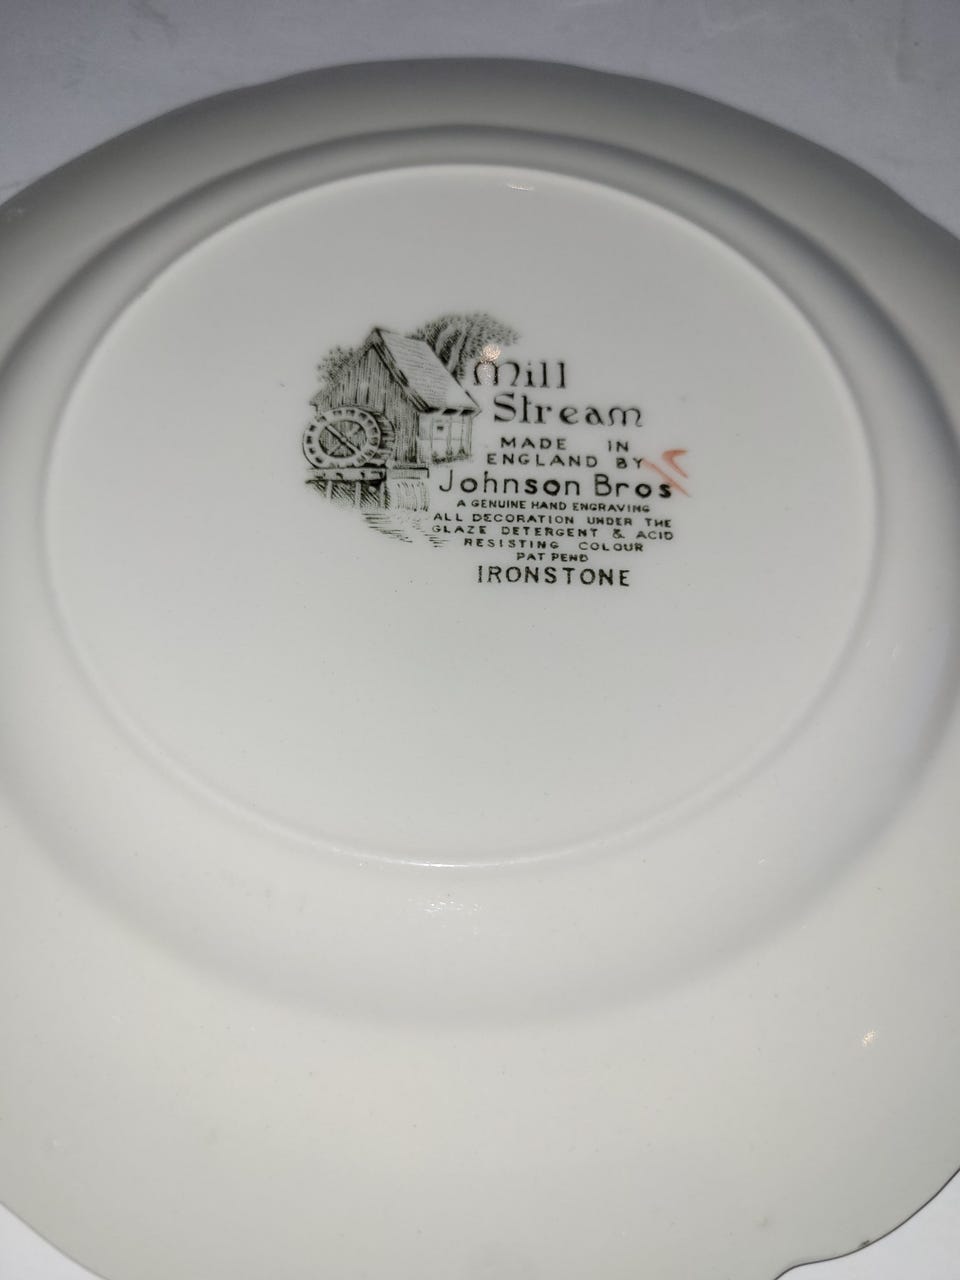 Mill
Stream
MADE IN
ENGLAND BY
Johnson Bros
A GENUINE HAND ENGRAVING
ALL DECORATION UNDER THE
GLAZE DETERGENT & ACID
RESISTING COLOUR
PAT PEND
IRONSTONE